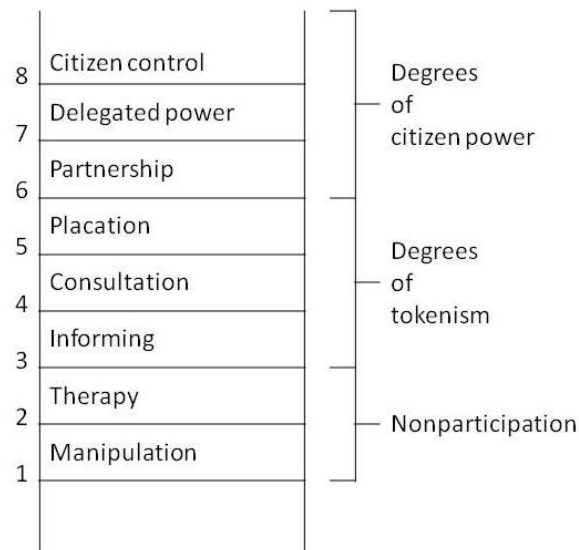 8 Citizen control
7 Delegated power
6 Partnership
5 Placation
4 Consultation
3 Informing
2 Therapy
1 Manipulation
Degrees
of
citizen power
Degrees
of
tokenism
Nonparticipation